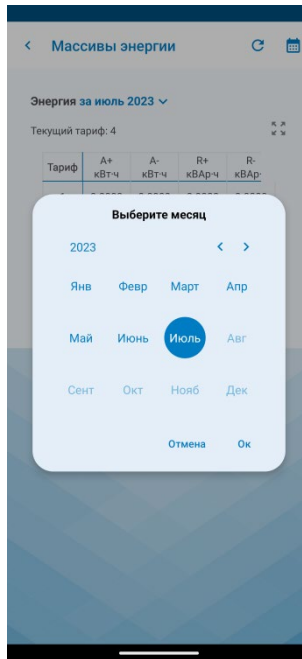 Массивы энергии
Энергия за июль 2023
Текущий тариф: 4
Тариф A+ кВт·ч A- кВт·ч R+ кВАр·ч R- кВАр·
Выберите месяц
2023
Янв Февр Март Апр
Май Июнь Июль Авг
Сент Окт Нояб Дек
Отмена Ок